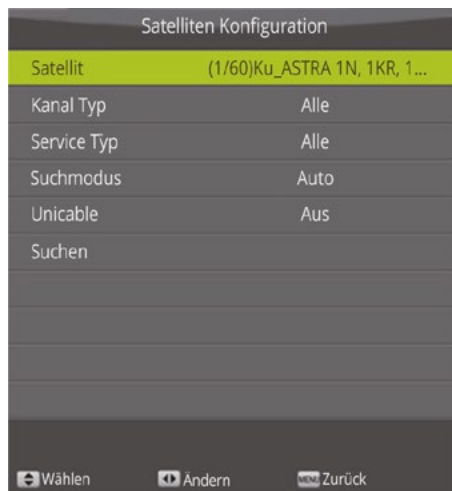 Satelliten Konfiguration
Satellit (1/60)Ku_ASTRA 1N, 1KR, 1...
Kanal Typ Alle
Service Typ Alle
Suchmodus Auto
Unicable Aus
Suchen
Wählen Ändern MENU Zurück